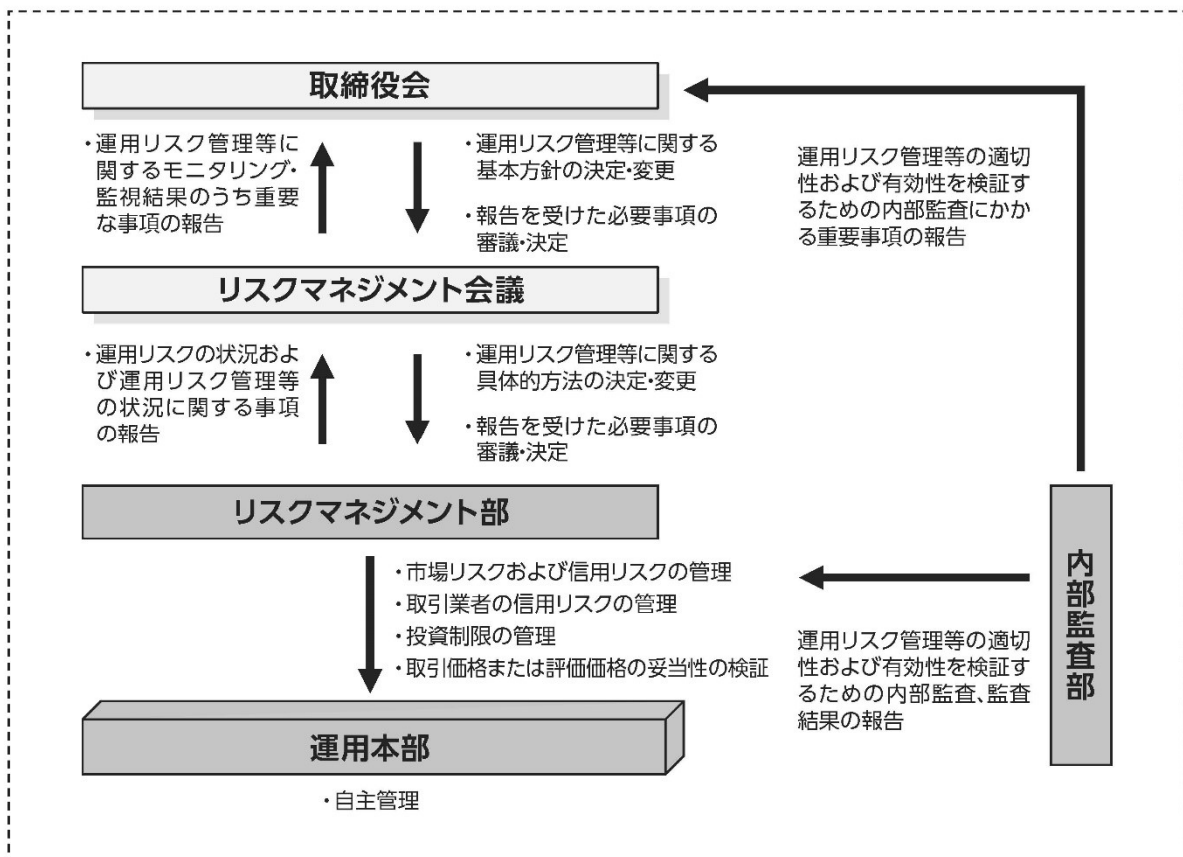 取締役会
・運用リスク管理等に
関するモニタリング・
監視結果のうち重要
な事項の報告
・運用リスク管理等に関する
基本方針の決定・変更
・報告を受けた必要事項の
審議・決定
運用リスク管理等の適切
性および有効性を検証す
るための内部監査にかか
る重要事項の報告
リスクマネジメント会議
・運用リスクの状況およ
び運用リスク管理等
の状況に関する事項
の報告
・運用リスク管理等に関する
具体的方法の決定・変更
・報告を受けた必要事項の
審議・決定
リスクマネジメント部
・市場リスクおよび信用リスクの管理
・取引業者の信用リスクの管理
・投資制限の管理
・取引価格または評価価格の妥当性の検証
運用リスク管理等の適切
性および有効性を検証す
るための内部監査、監査
結果の報告
内部監査部
運用本部
・自主管理